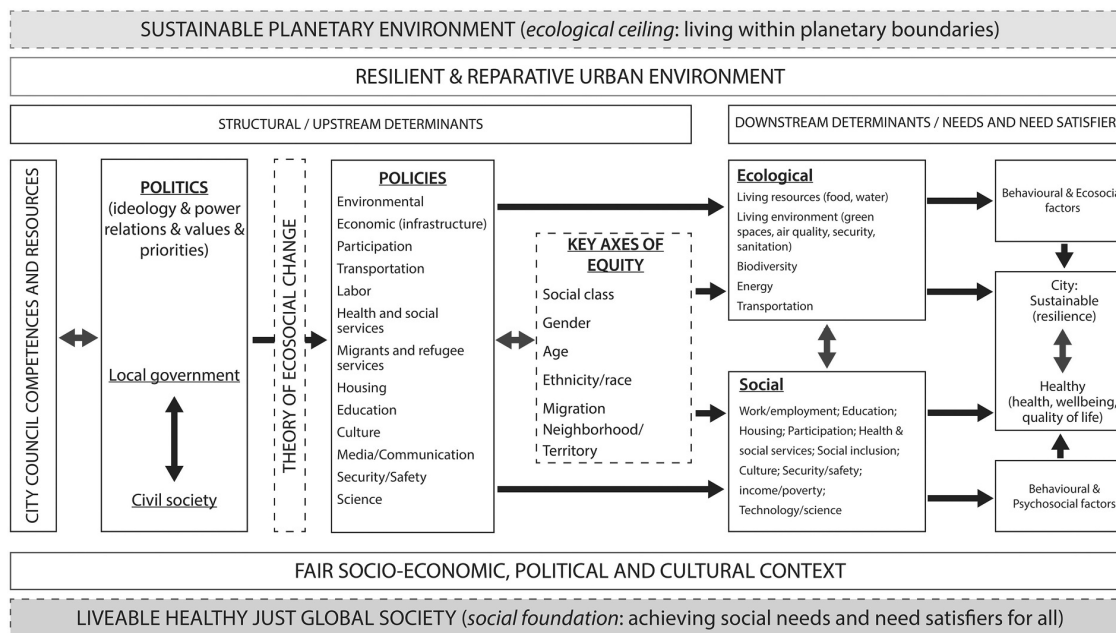 SUSTAINABLE PLANETARY ENVIRONMENT (ecological ceiling: living within planetary boundaries)
RESILIENT & REPARATIVE URBAN ENVIRONMENT
STRUCTURAL / UPSTREAM DETERMINANTS
DOWNSTREAM DETERMINANTS / NEEDS AND NEED SATISFIER
CITY COUNCIL COMPETENCES AND RESOURCES
POLITICS
(ideology & power
relations & values &
priorities)
Local government
Civil society
THEORY OF ECOSOCIAL CHANGE
POLICIES
Environmental
Economic (infrastructure)
Participation
Transportation
Labor
Health and social
services
Migrants and refugee
services
Housing
Education
Culture
Media/Communication
Security/Safety
Science
KEY AXES OF
EQUITY
Social class
Gender
Age
Ethnicity/race
Migration
Neighborhood/
Territory
Ecological
Living resources (food, water)
Living environment (green
spaces, air quality, security,
sanitation)
Biodiversity
Energy
Transportation
Social
Work/employment; Education;
Housing; Participation; Health &
social services; Social inclusion;
Culture; Security/safety;
income/poverty;
Technology/science
Behavioural & Ecosocia
factors
City:
Sustainable
(resilience)
Healthy
(health, wellbeing,
quality of life)
Behavioural &
Psychosocial factors
FAIR SOCIO-ECONOMIC, POLITICAL AND CULTURAL CONTEXT
LIVEABLE HEALTHY JUST GLOBAL SOCIETY (social foundation: achieving social needs and need satisfiers for all)